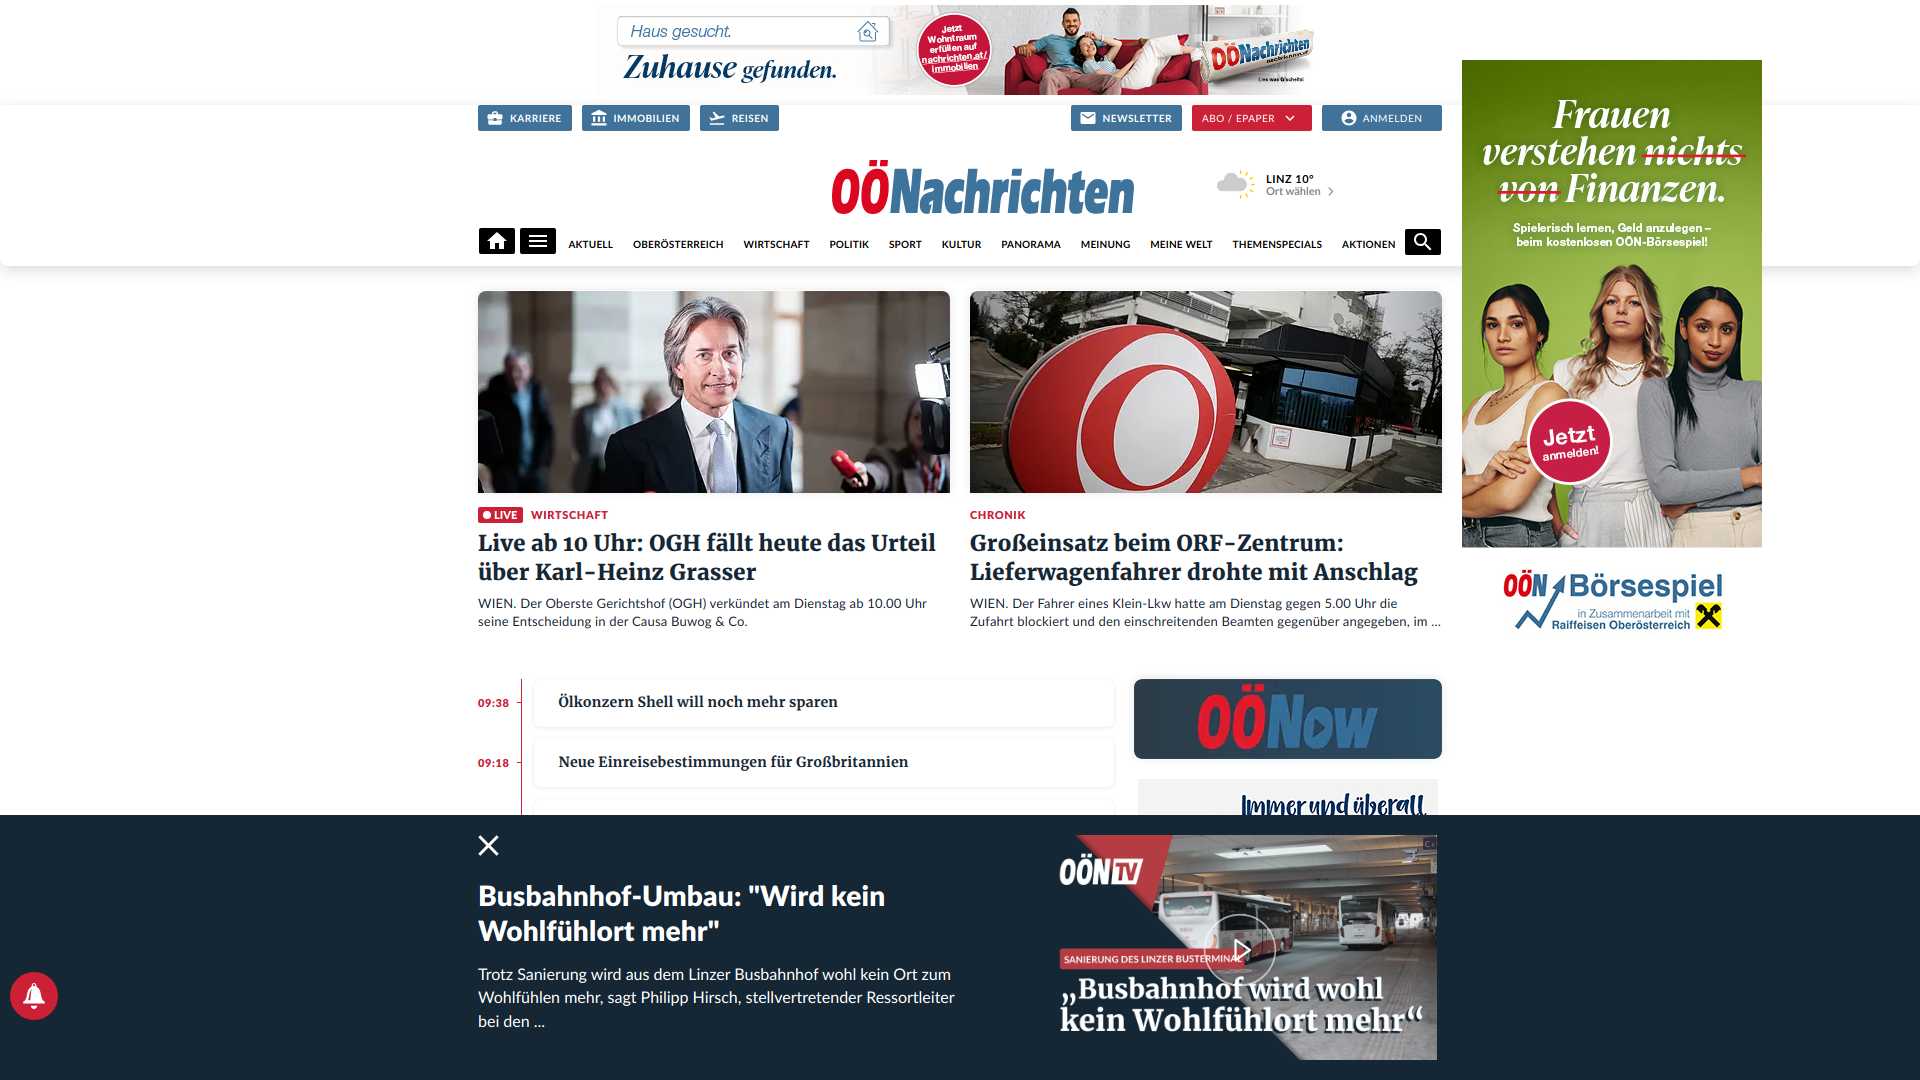 Haus gesucht.
Zuhause gefunden.
Jetzt
Wohntraum
erfüllen auf
nachrichten.at/
immobilien
OÖNachrichten
Lies was G'scheits!
KARRIERE
IMMOBILIEN
REISEN
NEWSLETTER
ABO / EPAPER
ANMELDEN
OÖNachrichten
LINZ 10°
Ort wählen
AKTUELL
OBERÖSTERREICH
WIRTSCHAFT
POLITIK
SPORT
KULTUR
PANORAMA
MEINUNG
MEINE WELT
THEMENSPECIALS
AKTIONEN
Frauen
verstehen nichts
von Finanzen.
Spielerisch lernen, Geld anzulegen –
beim kostenlosen OÖN-Börsespiel!
Jetzt
anmelden!
OÖN Börsespiel
in Zusammenarbeit mit
Raiffeisen Oberösterreich
LIVE WIRTSCHAFT
Live ab 10 Uhr: OGH fällt heute das Urteil
über Karl-Heinz Grasser
WIEN. Der Oberste Gerichtshof (OGH) verkündet am Dienstag ab 10.00 Uhr
seine Entscheidung in der Causa Buwog & Co.
CHRONIK
Großeinsatz beim ORF-Zentrum:
Lieferwagenfahrer drohte mit Anschlag
WIEN. Der Fahrer eines Klein-Lkw hatte am Dienstag gegen 5.00 Uhr die
Zufahrt blockiert und den einschreitenden Beamten gegenüber angegeben, im ...
09:38 Ölkonzern Shell will noch mehr sparen
09:18 Neue Einreisebestimmungen für Großbritannien
OÖNow
Immer und überall
Busbahnhof-Umbau: "Wird kein
Wohlfühlort mehr"
Trotz Sanierung wird aus dem Linzer Busbahnhof wohl kein Ort zum
Wohlfühlen mehr, sagt Philipp Hirsch, stellvertretender Ressortleiter
bei den ...
OÖN TV
SANIERUNG DES LINZER BUSTERMINAL
„Busbahnhof wird wohl
kein Wohlfühlort mehr“